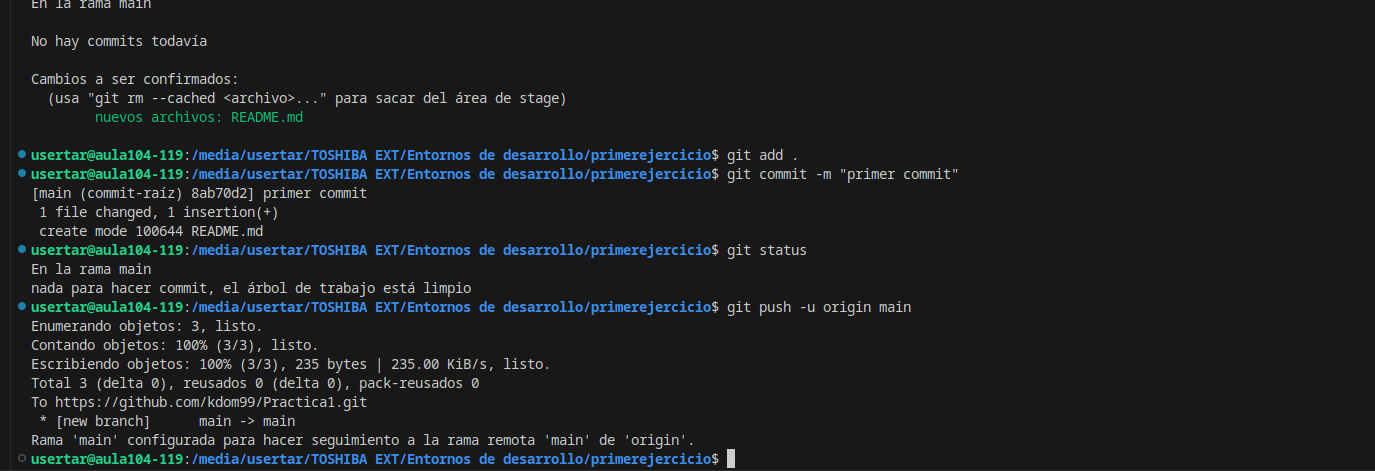 En la rama main
No hay commits todavía
Cambios a ser confirmados:
  (usa "git rm --cached <archivo>..." para sacar del área de stage)
        nuevos archivos: README.md
usertar@aula104-119:/media/usertar/TOSHIBA EXT/Entornos de desarrollo/primerejercicio$ git add .
usertar@aula104-119:/media/usertar/TOSHIBA EXT/Entornos de desarrollo/primerejercicio$ git commit -m "primer commit"
[main (commit-raíz) 8ab70d2] primer commit
 1 file changed, 1 insertion(+)
 create mode 100644 README.md
usertar@aula104-119:/media/usertar/TOSHIBA EXT/Entornos de desarrollo/primerejercicio$ git status
En la rama main
nada para hacer commit, el árbol de trabajo está limpio
usertar@aula104-119:/media/usertar/TOSHIBA EXT/Entornos de desarrollo/primerejercicio$ git push -u origin main
Enumerando objetos: 3, listo.
Contando objetos: 100% (3/3), listo.
Escribiendo objetos: 100% (3/3), 235 bytes | 235.00 KiB/s, listo.
Total 3 (delta 0), reusados 0 (delta 0), pack-reusados 0
To https://github.com/kdom99/Practica1.git
 * [new branch]      main -> main
Rama 'main' configurada para hacer seguimiento a la rama remota 'main' de 'origin'.
usertar@aula104-119:/media/usertar/TOSHIBA EXT/Entornos de desarrollo/primerejercicio$